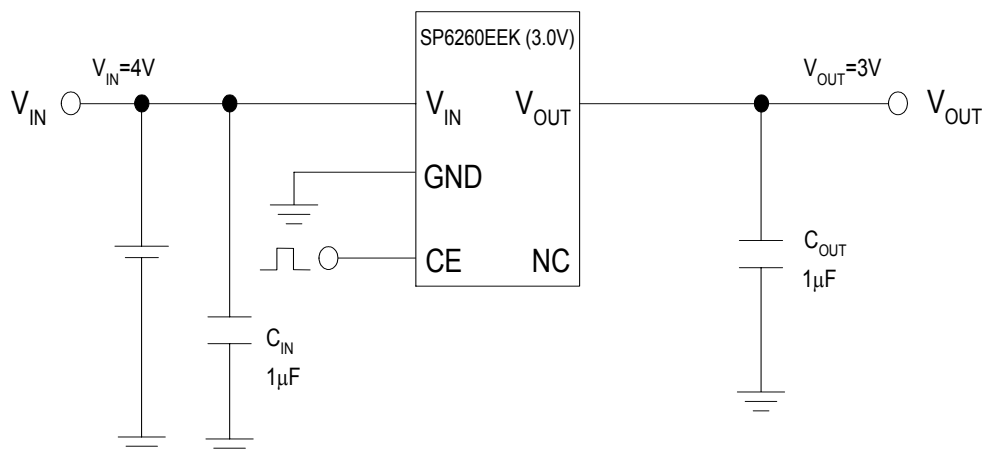 SP6260EEK (3.0V)
V_IN=4V
V_OUT=3V
V_IN
V_IN
V_OUT
V_OUT
GND
CE
NC
C_OUT
1μF
C_IN
1μF